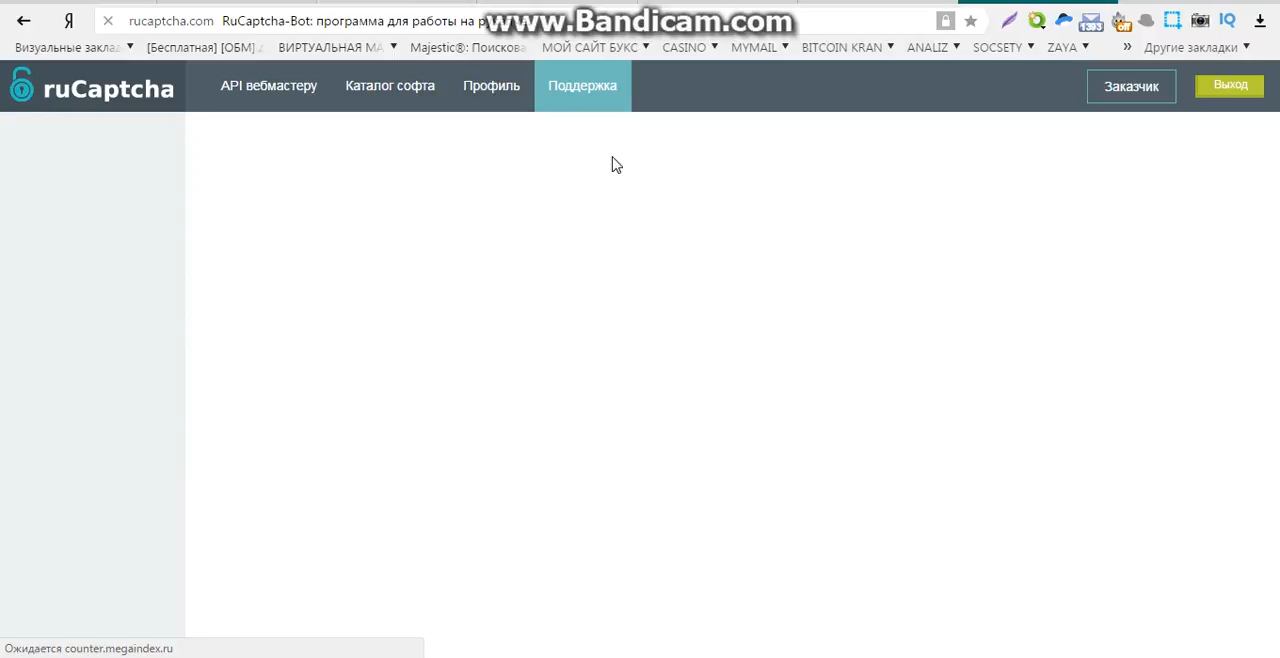 www.Bandicam.com
Я rucaptcha.com RuCaptcha-Bot: программа для работы на
Визуальные заклад [Бесплатная] [ОБМ] ВИРТУАЛЬНАЯ МА Majestic®: Поискова МОЙ САЙТ БУКС CASINO MYMAIL BITCOIN KRAN ANALIZ SOCSETY ZAYA » Другие закладки
ruCaptcha API вебмастеру Каталог софта Профиль Поддержка Заказчик Выход
Ожидается counter.megaindex.ru